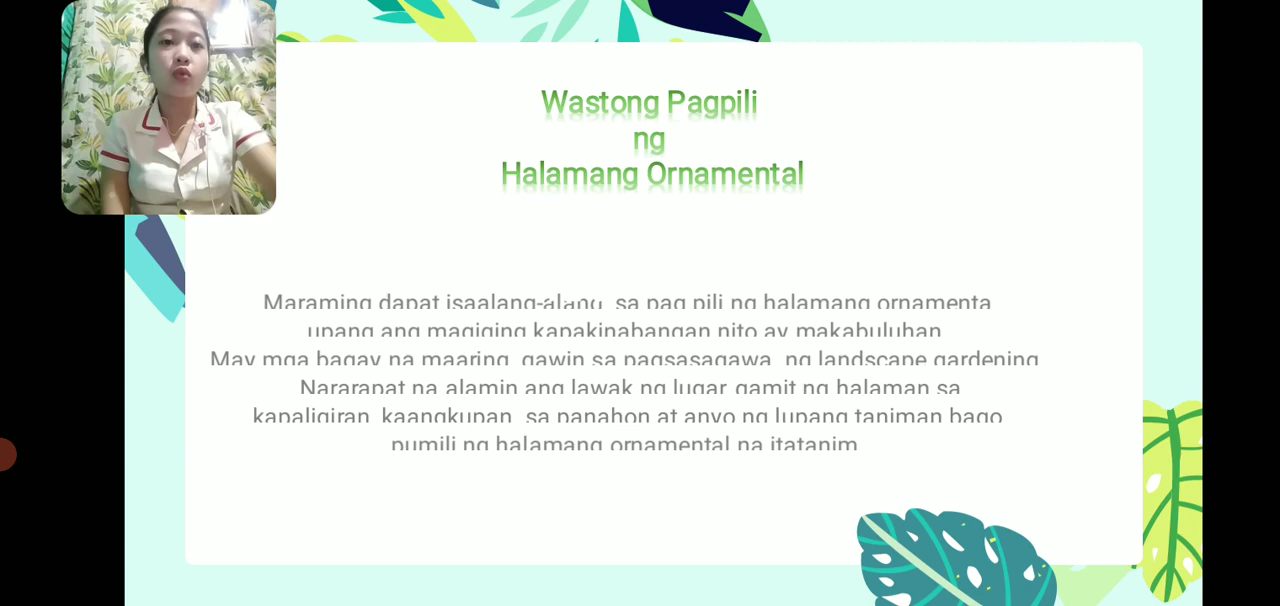 Wastong Pagpili
ng
Halamang Ornamental
Maraming dapat isaalang-alang sa pag pili ng halamang ornamenta
upang ang magiging kapakinabangan nito ay makabuluhan
May mga bagay na maaring gawin sa pagsasagawa ng landscape gardening
Nararapat na alamin ang lawak ng lugar gamit ng halaman sa
kapaligiran kaangkupan sa panahon at anyo ng lupang taniman bago
pumili ng halamang ornamental na itatanim